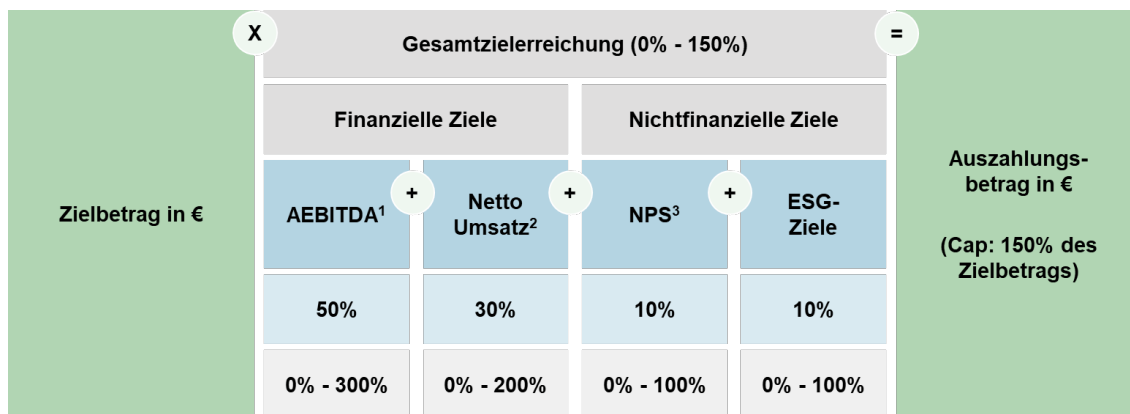 X
Gesamtzielerreichung (0% - 150%)
=
Finanzielle Ziele
Nichtfinanzielle Ziele
Zielbetrag in €
AEBITDA¹
+
Netto
Umsatz²
+
NPS³
+
ESG-
Ziele
Auszahlungs-
betrag in €
(Cap: 150% des
Zielbetrags)
50%
30%
10%
10%
0% - 300%
0% - 200%
0% - 100%
0% - 100%